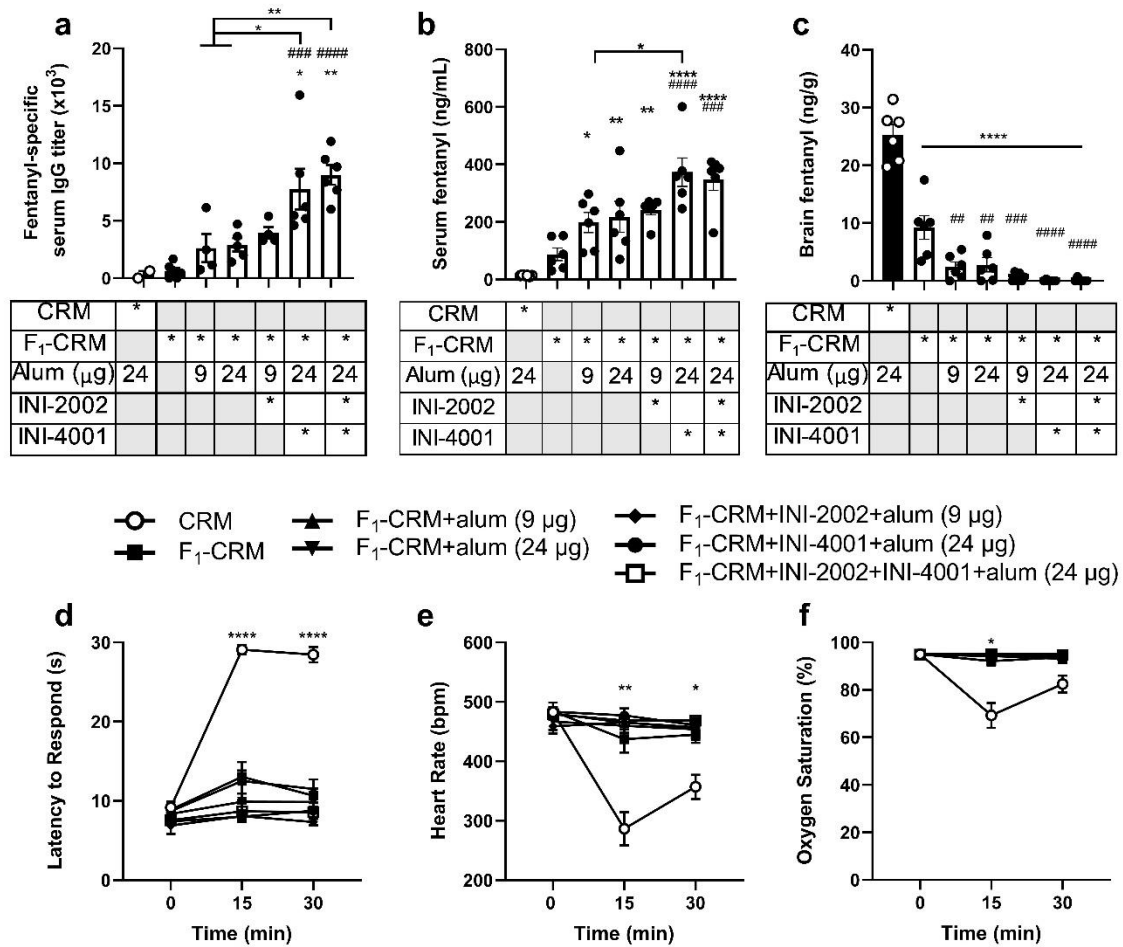 a
Fentanyl-specific
serum IgG titer (x10³)
20
15
10
5
0
**
*
### ####
* **
CRM *
F₁-CRM * * * * * *
Alum (µg) 24 9 24 9 24 24
INI-2002 * *
INI-4001 * *
b
Serum fentanyl (ng/mL)
800
600
400
200
0
*
* ** ** **** ****
#### ###
CRM *
F₁-CRM * * * * * *
Alum (µg) 24 9 24 9 24 24
INI-2002 * *
INI-4001 * *
c
Brain fentanyl (ng/g)
40
30
20
10
0
****
## ## ### #### ####
CRM *
F₁-CRM * * * * * *
Alum (µg) 24 9 24 9 24 24
INI-2002 * *
INI-4001 * *
CRM
F₁-CRM
F₁-CRM+alum (9 µg)
F₁-CRM+alum (24 µg)
F₁-CRM+INI-2002+alum (9 µg)
F₁-CRM+INI-4001+alum (24 µg)
F₁-CRM+INI-2002+INI-4001+alum (24 µg)
d
Latency to Respond (s)
30
20
10
0
**** ****
0 15 30
Time (min)
e
Heart Rate (bpm)
600
500
400
300
200
** *
0 15 30
Time (min)
f
Oxygen Saturation (%)
100
80
60
40
20
0
*
0 15 30
Time (min)